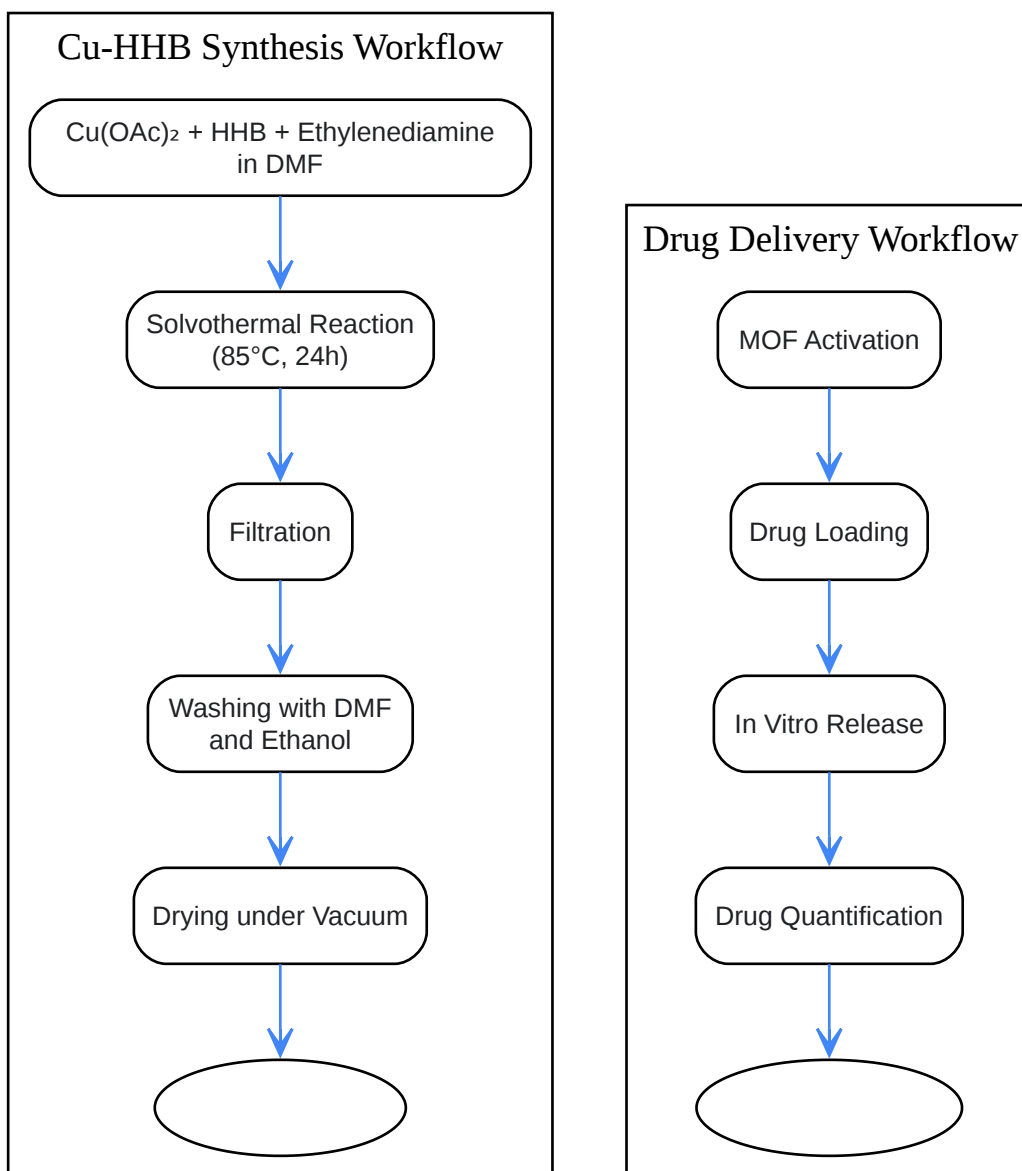 Cu-HHB Synthesis Workflow
Cu(OAc)₂ + HHB + Ethylenediamine
in DMF
Solvothermal Reaction
(85°C, 24h)
Filtration
Washing with DMF
and Ethanol
Drying under Vacuum
Drug Delivery Workflow
MOF Activation
Drug Loading
In Vitro Release
Drug Quantification